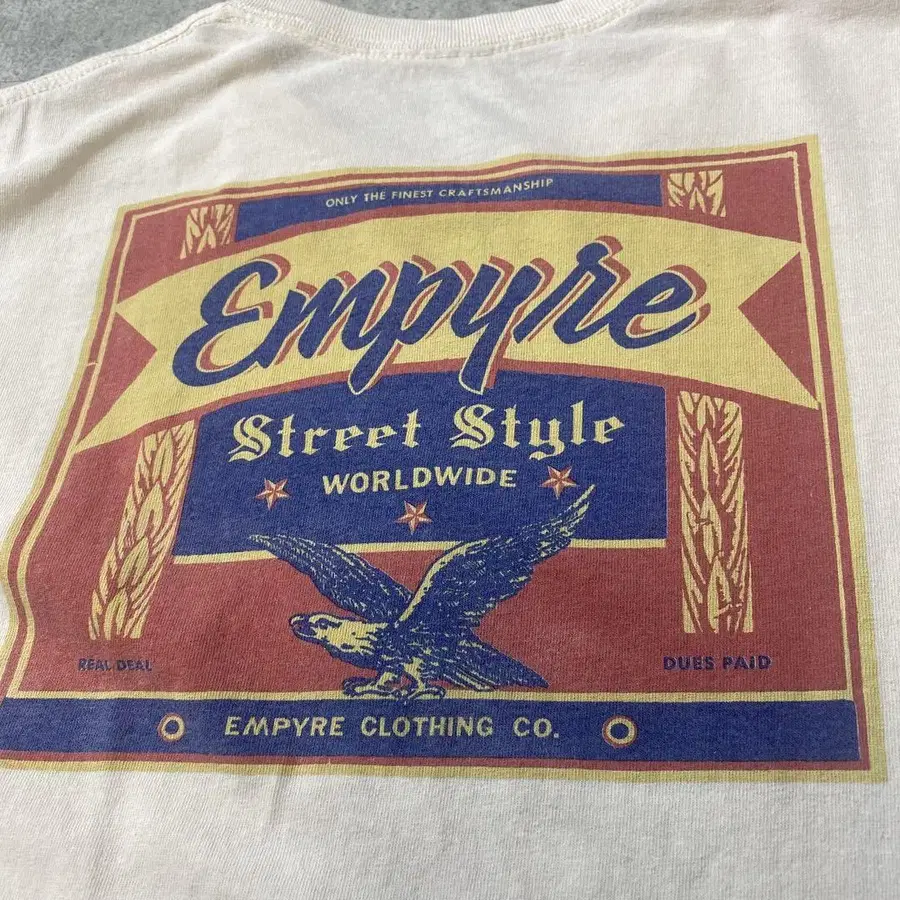 ONLY THE FINEST CRAFTSMANSHIP
Empyre
Street Style
WORLDWIDE
REAL DEAL
DUES PAID
EMPYRE CLOTHING CO.